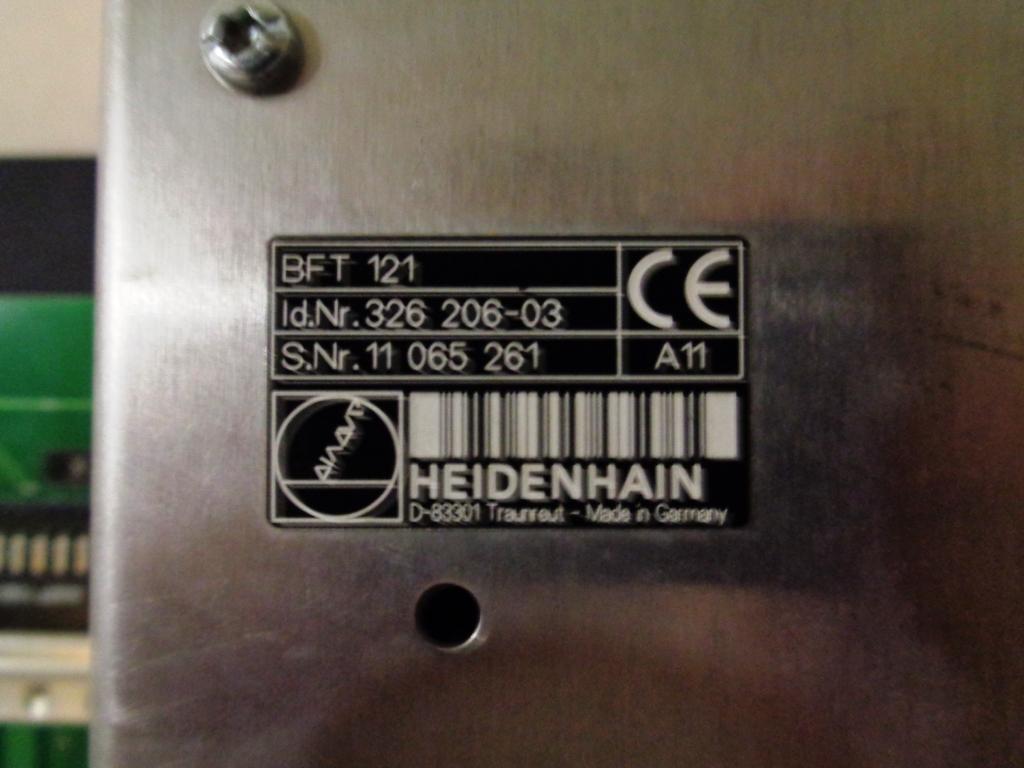 BFT 121
Id.Nr. 326 206-03
S.Nr. 11 065 261
CE
A11
HEIDENHAIN
D-83301 Traunreut - Made in Germany